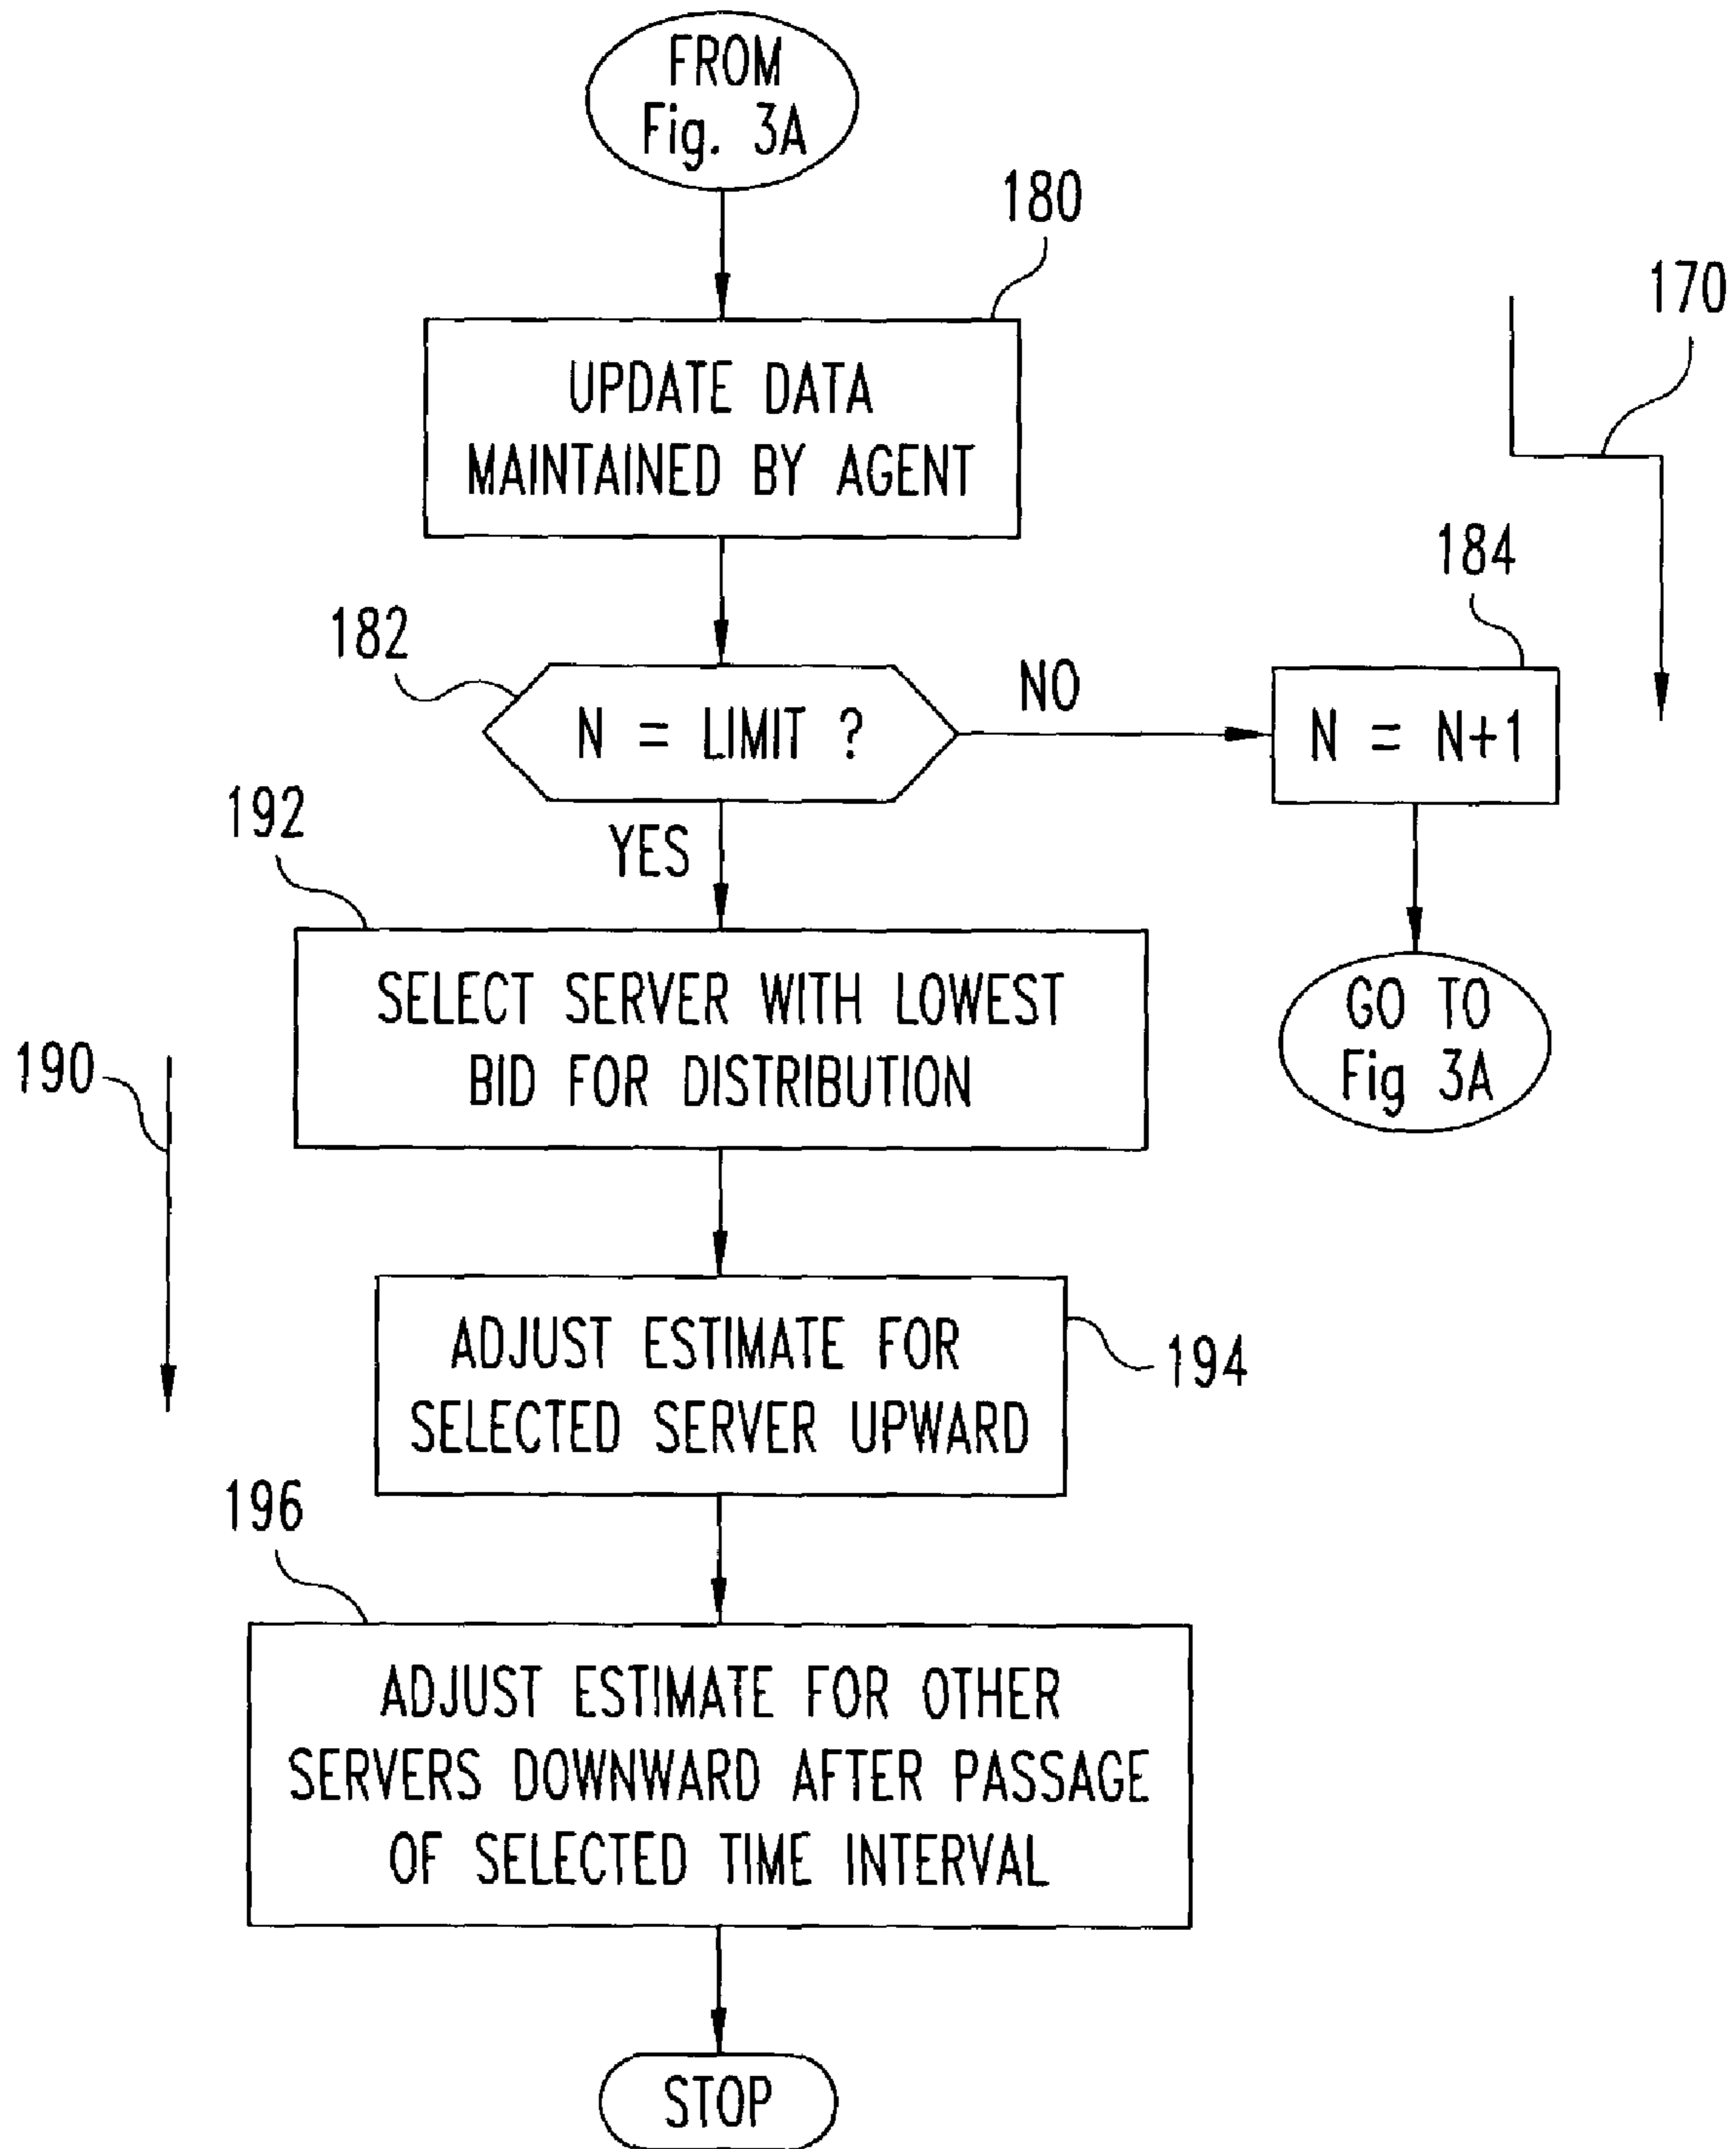 FROM
Fig. 3A
180
170
UPDATE DATA
MAINTAINED BY AGENT
184
182
NO
N = LIMIT ?
N = N+1
192
YES
SELECT SERVER WITH LOWEST
BID FOR DISTRIBUTION
GO TO
Fig 3A
190
ADJUST ESTIMATE FOR
SELECTED SERVER UPWARD
194
196
ADJUST ESTIMATE FOR OTHER
SERVERS DOWNWARD AFTER PASSAGE
OF SELECTED TIME INTERVAL
STOP